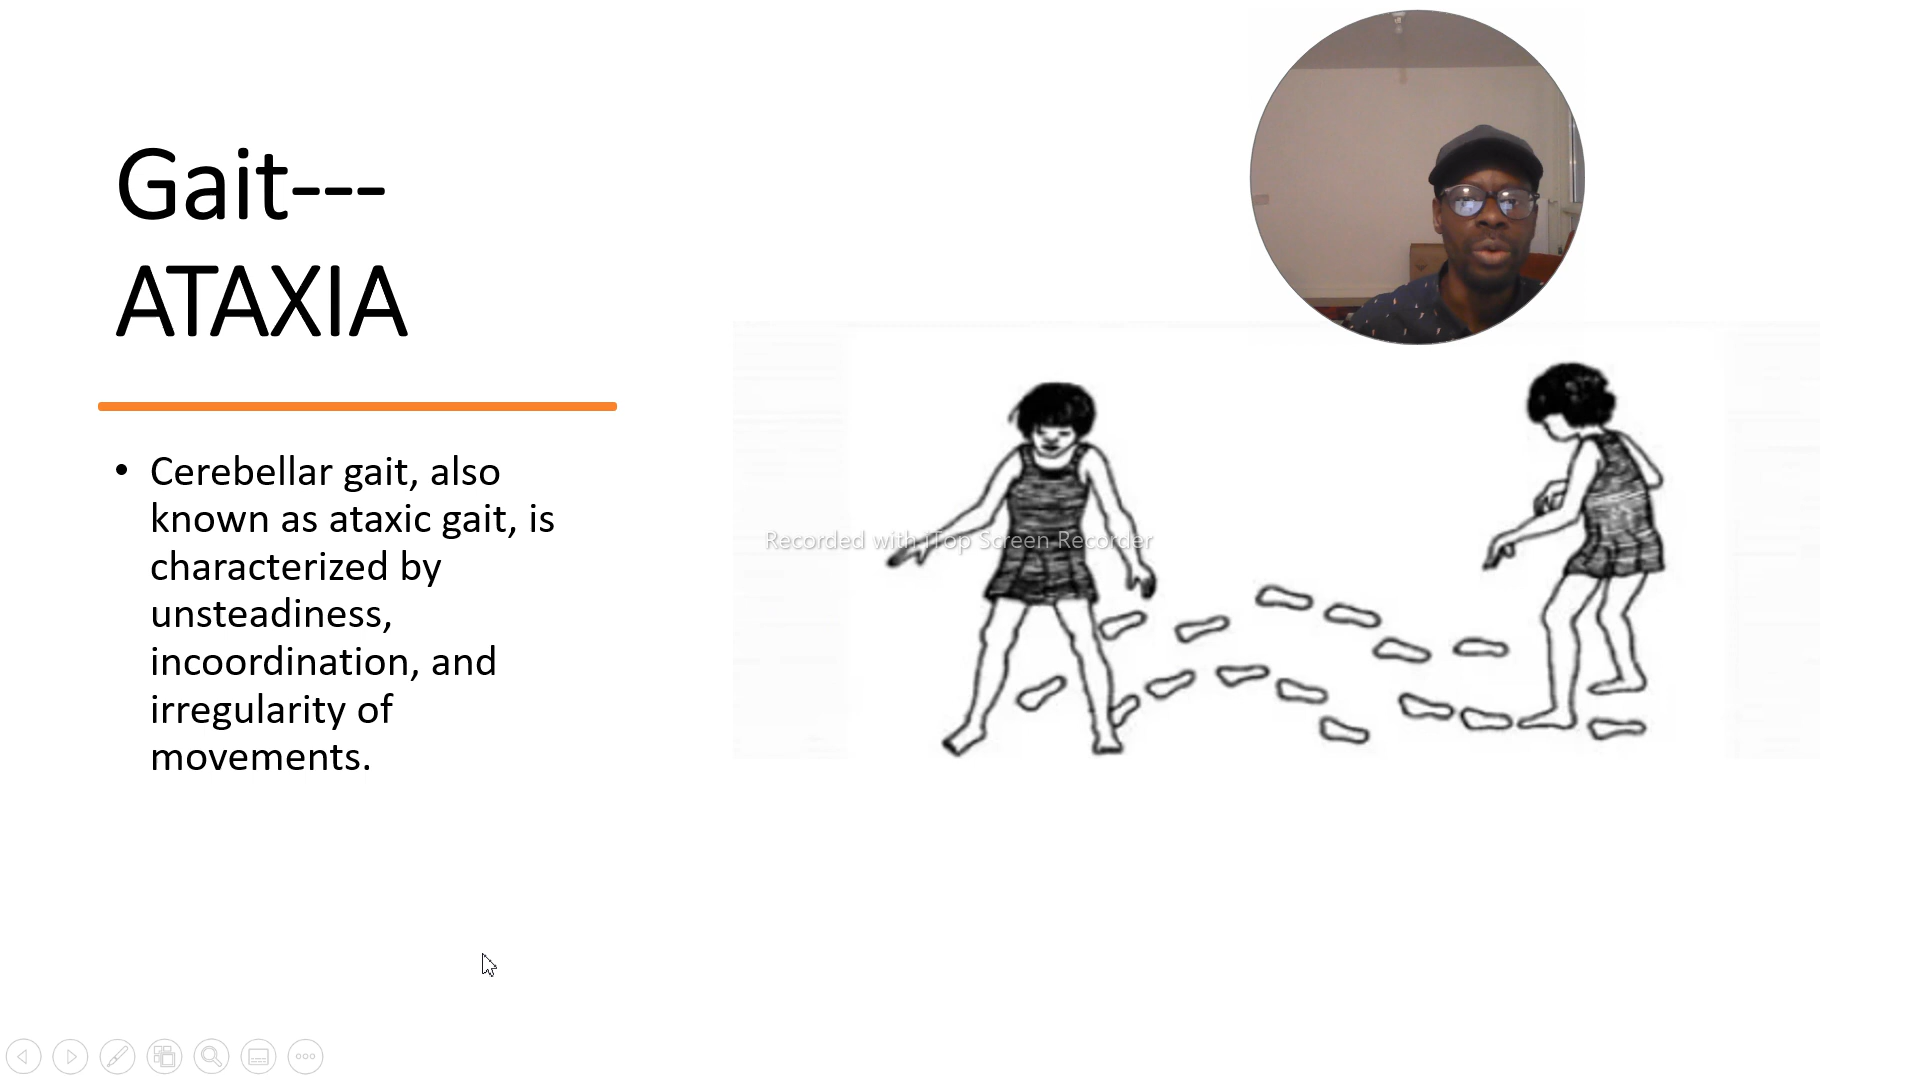 Gait---
ATAXIA
• Cerebellar gait, also
known as ataxic gait, is
characterized by
unsteadiness,
incoordination, and
irregularity of
movements.
Recorded with iTop Screen Recorder